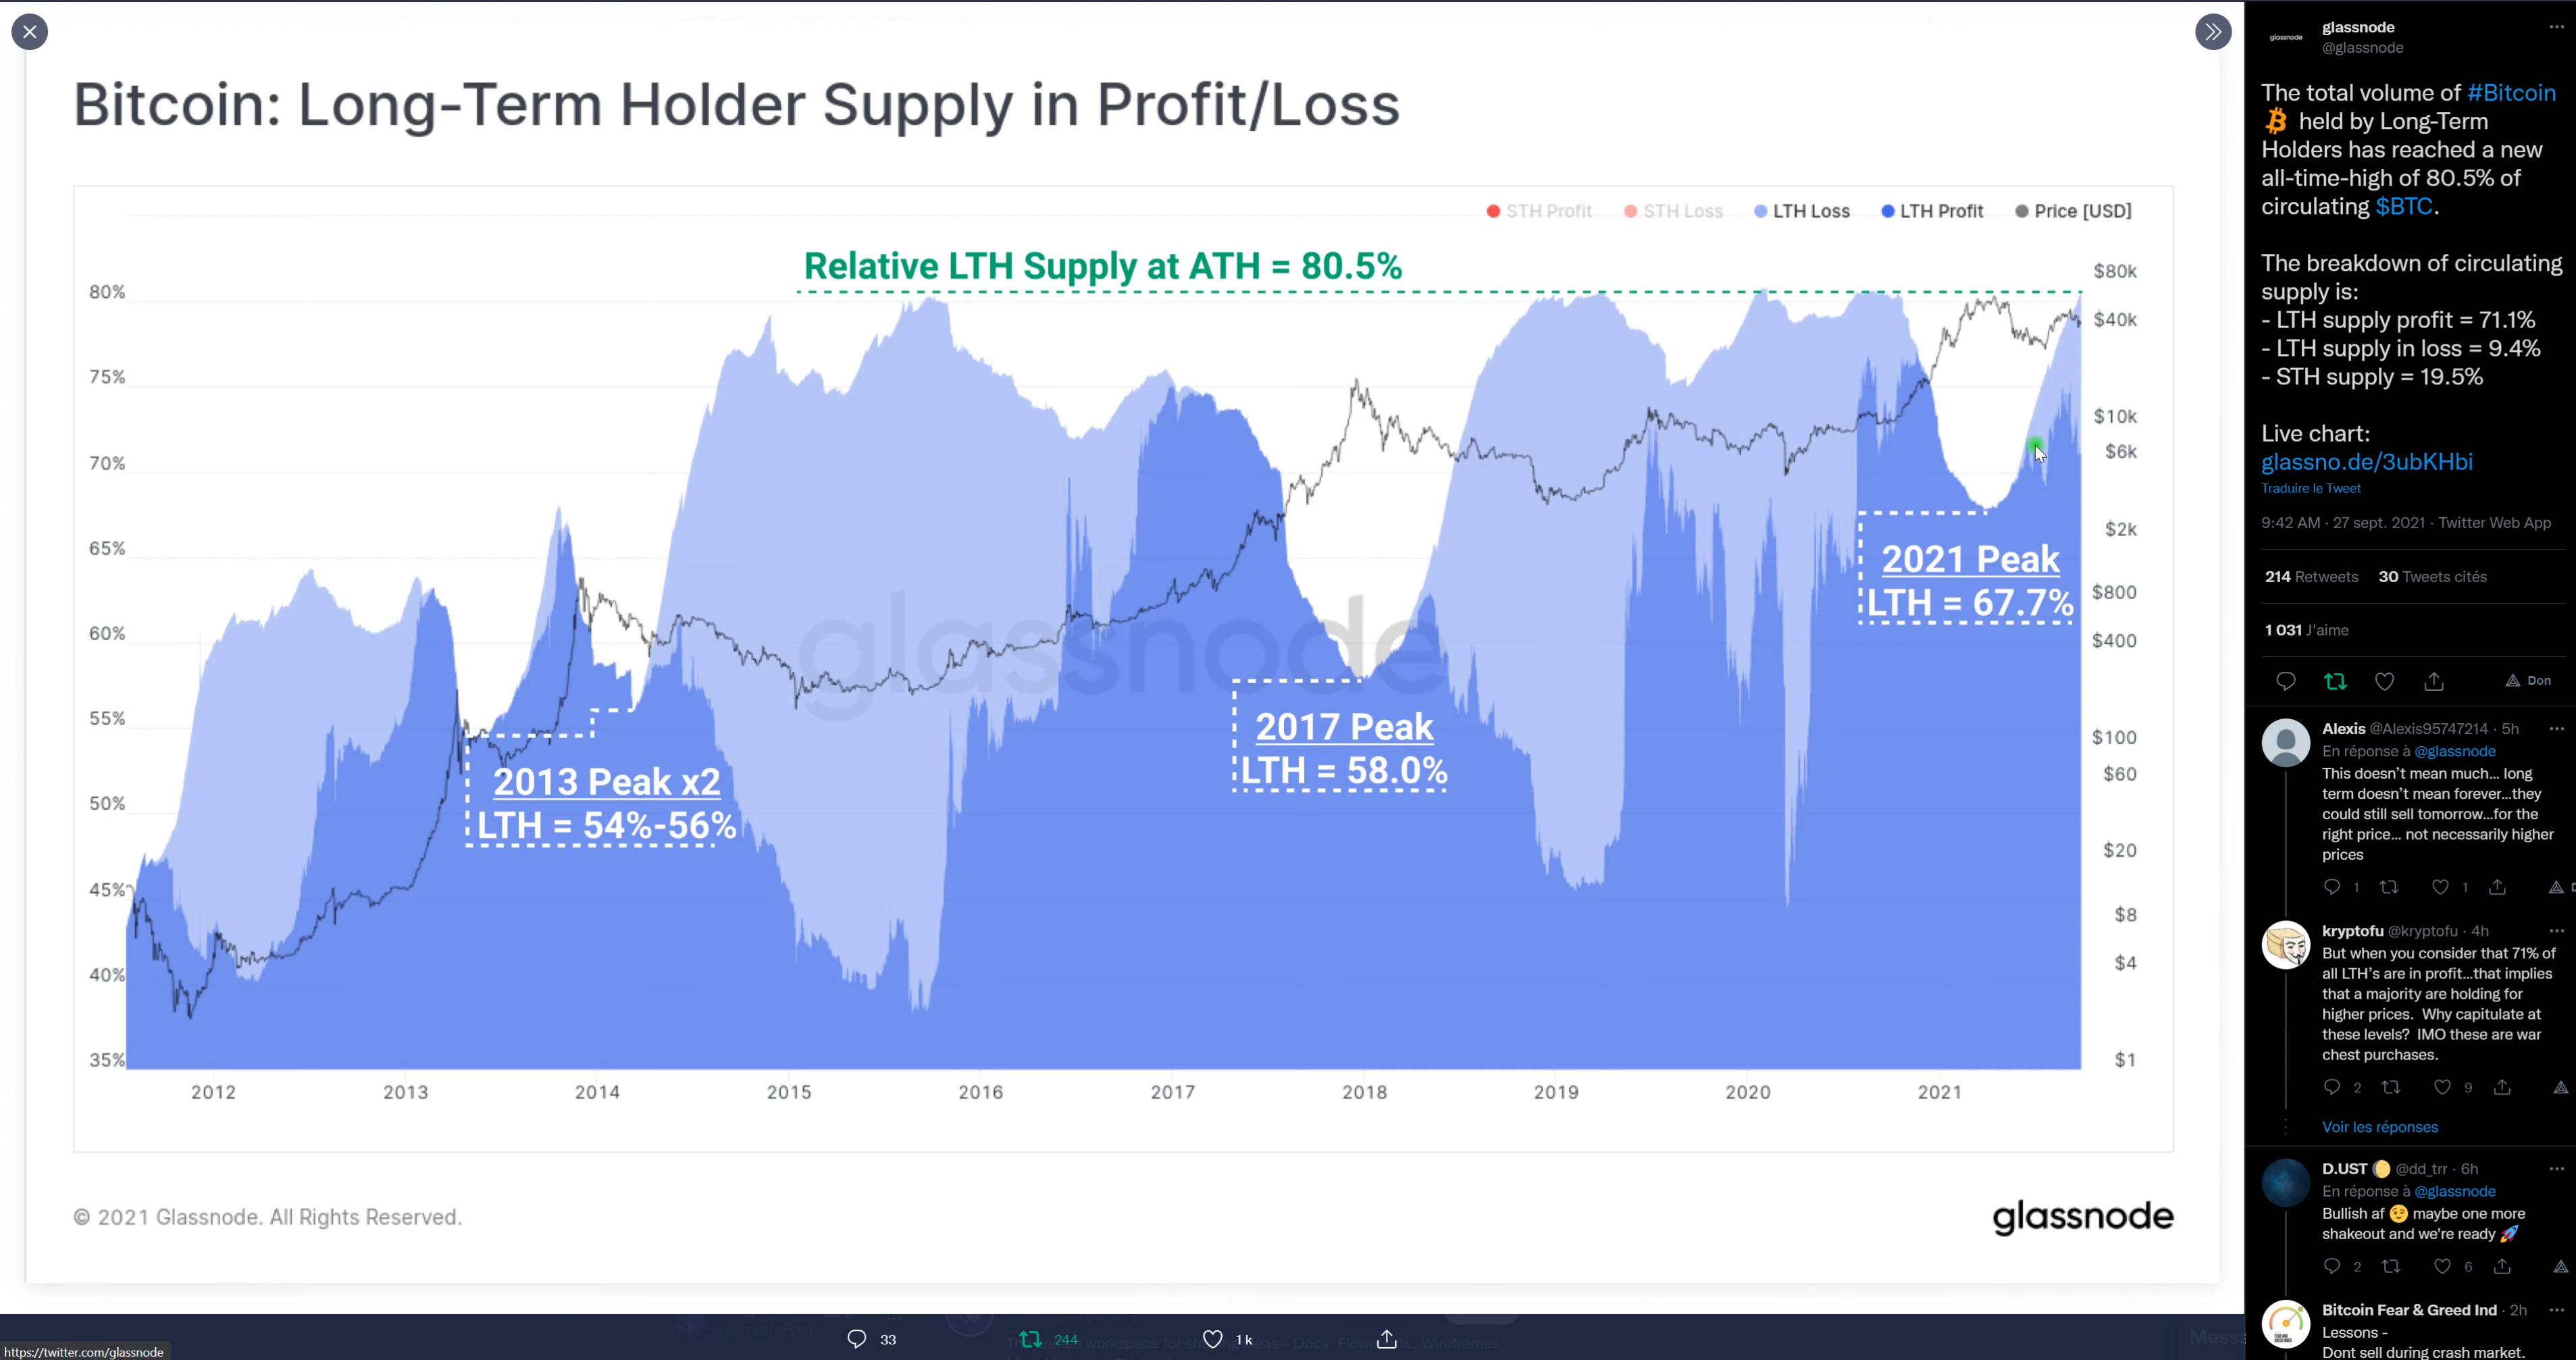 Bitcoin: Long-Term Holder Supply in Profit/Loss
STH Profit STH Loss LTH Loss LTH Profit Price [USD]
Relative LTH Supply at ATH = 80.5%
80%
75%
70%
65%
60%
55%
50%
45%
40%
35%
$80k
$40k
$10k
$6k
$2k
$800
$400
$100
$60
$20
$8
$4
$1
glassnode
2013 Peak x2
LTH = 54%-56%
2017 Peak
LTH = 58.0%
2021 Peak
LTH = 67.7%
2012 2013 2014 2015 2016 2017 2018 2019 2020 2021
© 2021 Glassnode. All Rights Reserved.
glassnode
33 244 1 k
https://twitter.com/glassnode
glassnode
glassnode
@glassnode
The total volume of #Bitcoin
held by Long-Term
Holders has reached a new
all-time-high of 80.5% of
circulating $BTC.
The breakdown of circulating
supply is:
- LTH supply profit = 71.1%
- LTH supply in loss = 9.4%
- STH supply = 19.5%
Live chart:
glassno.de/3ubKHbi
Traduire le Tweet
9:42 AM · 27 sept. 2021 · Twitter Web App
214 Retweets 30 Tweets cités
1 031 J'aime
Don
Alexis @Alexis95747214 · 5h
En réponse à @glassnode
This doesn't mean much... long
term doesn't mean forever...they
could still sell tomorrow...for the
right price... not necessarily higher
prices
1 1
kryptofu @kryptofu · 4h
But when you consider that 71% of
all LTH's are in profit...that implies
that a majority are holding for
higher prices. Why capitulate at
these levels? IMO these are war
chest purchases.
2 9
Voir les réponses
D.UST @dd_trr · 6h
En réponse à @glassnode
Bullish af 😉 maybe one more
shakeout and we're ready 🚀
2 6
Bitcoin Fear & Greed Ind · 2h
Lessons -
Dont sell during crash market.